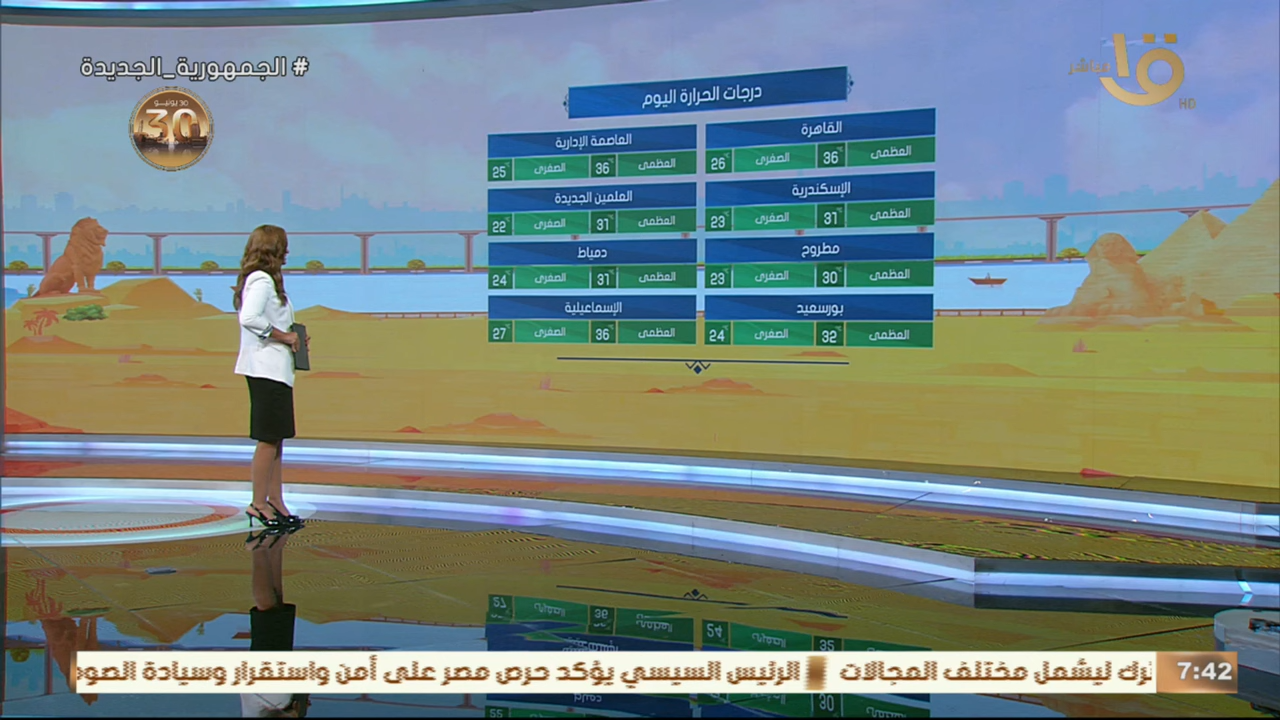 #الجمهورية_الجديدة
30 يونيو
30
مباشر
HD
درجات الحرارة اليوم
القاهرة
العظمى 36°c الصغرى 26°c
العاصمة الإدارية
العظمى 36°c الصغرى 25°c
الإسكندرية
العظمى 31°c الصغرى 23°c
العلمين الجديدة
العظمى 31°c الصغرى 22°c
مطروح
العظمى 30°c الصغرى 23°c
دمياط
العظمى 31°c الصغرى 24°c
بورسعيد
العظمى 32°c الصغرى 24°c
الإسماعيلية
العظمى 36°c الصغرى 27°c
7:42 ليشمل مختلف المجالات الرئيس السيسي يؤكد حرص مصر على أمن واستقرار وسيادة